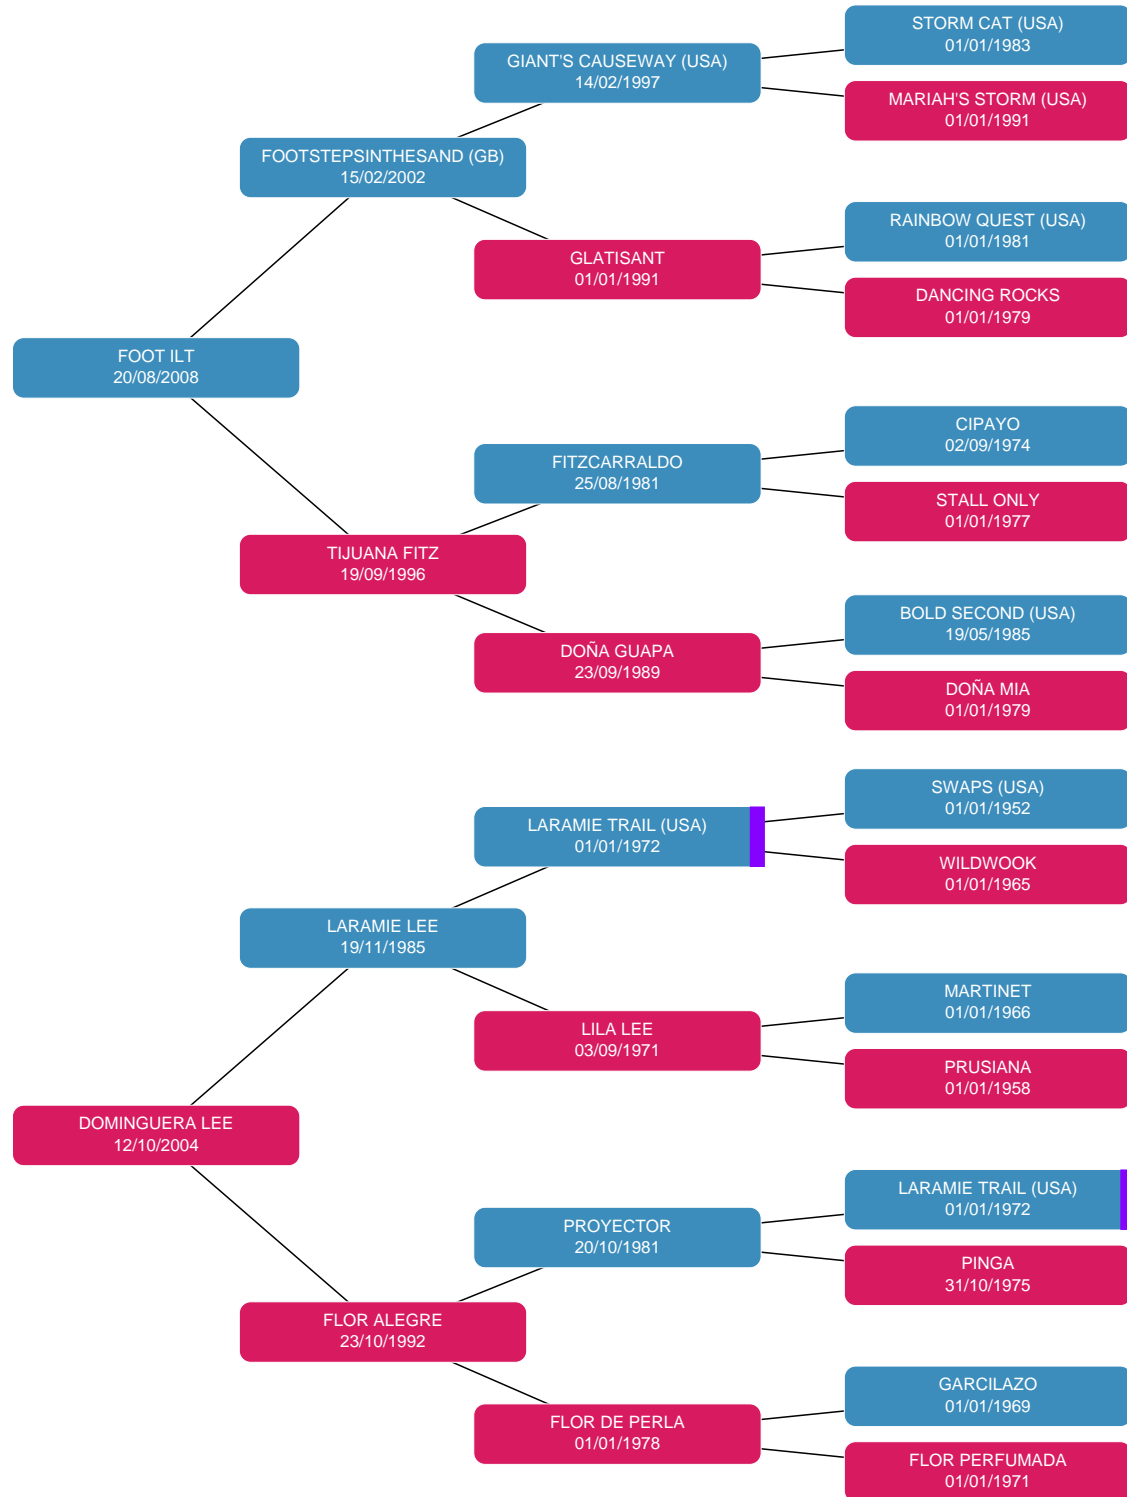 STORM CAT (USA)
01/01/1983
GIANT'S CAUSEWAY (USA)
14/02/1997
MARIAH'S STORM (USA)
01/01/1991
FOOTSTEPSINTHESAND (GB)
15/02/2002
RAINBOW QUEST (USA)
01/01/1981
GLATISANT
01/01/1991
DANCING ROCKS
01/01/1979
FOOT ILT
20/08/2008
CIPAYO
02/09/1974
FITZCARRALDO
25/08/1981
STALL ONLY
01/01/1977
TIJUANA FITZ
19/09/1996
BOLD SECOND (USA)
19/05/1985
DOÑA GUAPA
23/09/1989
DOÑA MIA
01/01/1979
SWAPS (USA)
01/01/1952
LARAMIE TRAIL (USA)
01/01/1972
WILDWOOK
01/01/1965
LARAMIE LEE
19/11/1985
MARTINET
01/01/1966
LILA LEE
03/09/1971
PRUSIANA
01/01/1958
DOMINGUERA LEE
12/10/2004
LARAMIE TRAIL (USA)
01/01/1972
PROYECTOR
20/10/1981
PINGA
31/10/1975
FLOR ALEGRE
23/10/1992
GARCILAZO
01/01/1969
FLOR DE PERLA
01/01/1978
FLOR PERFUMADA
01/01/1971